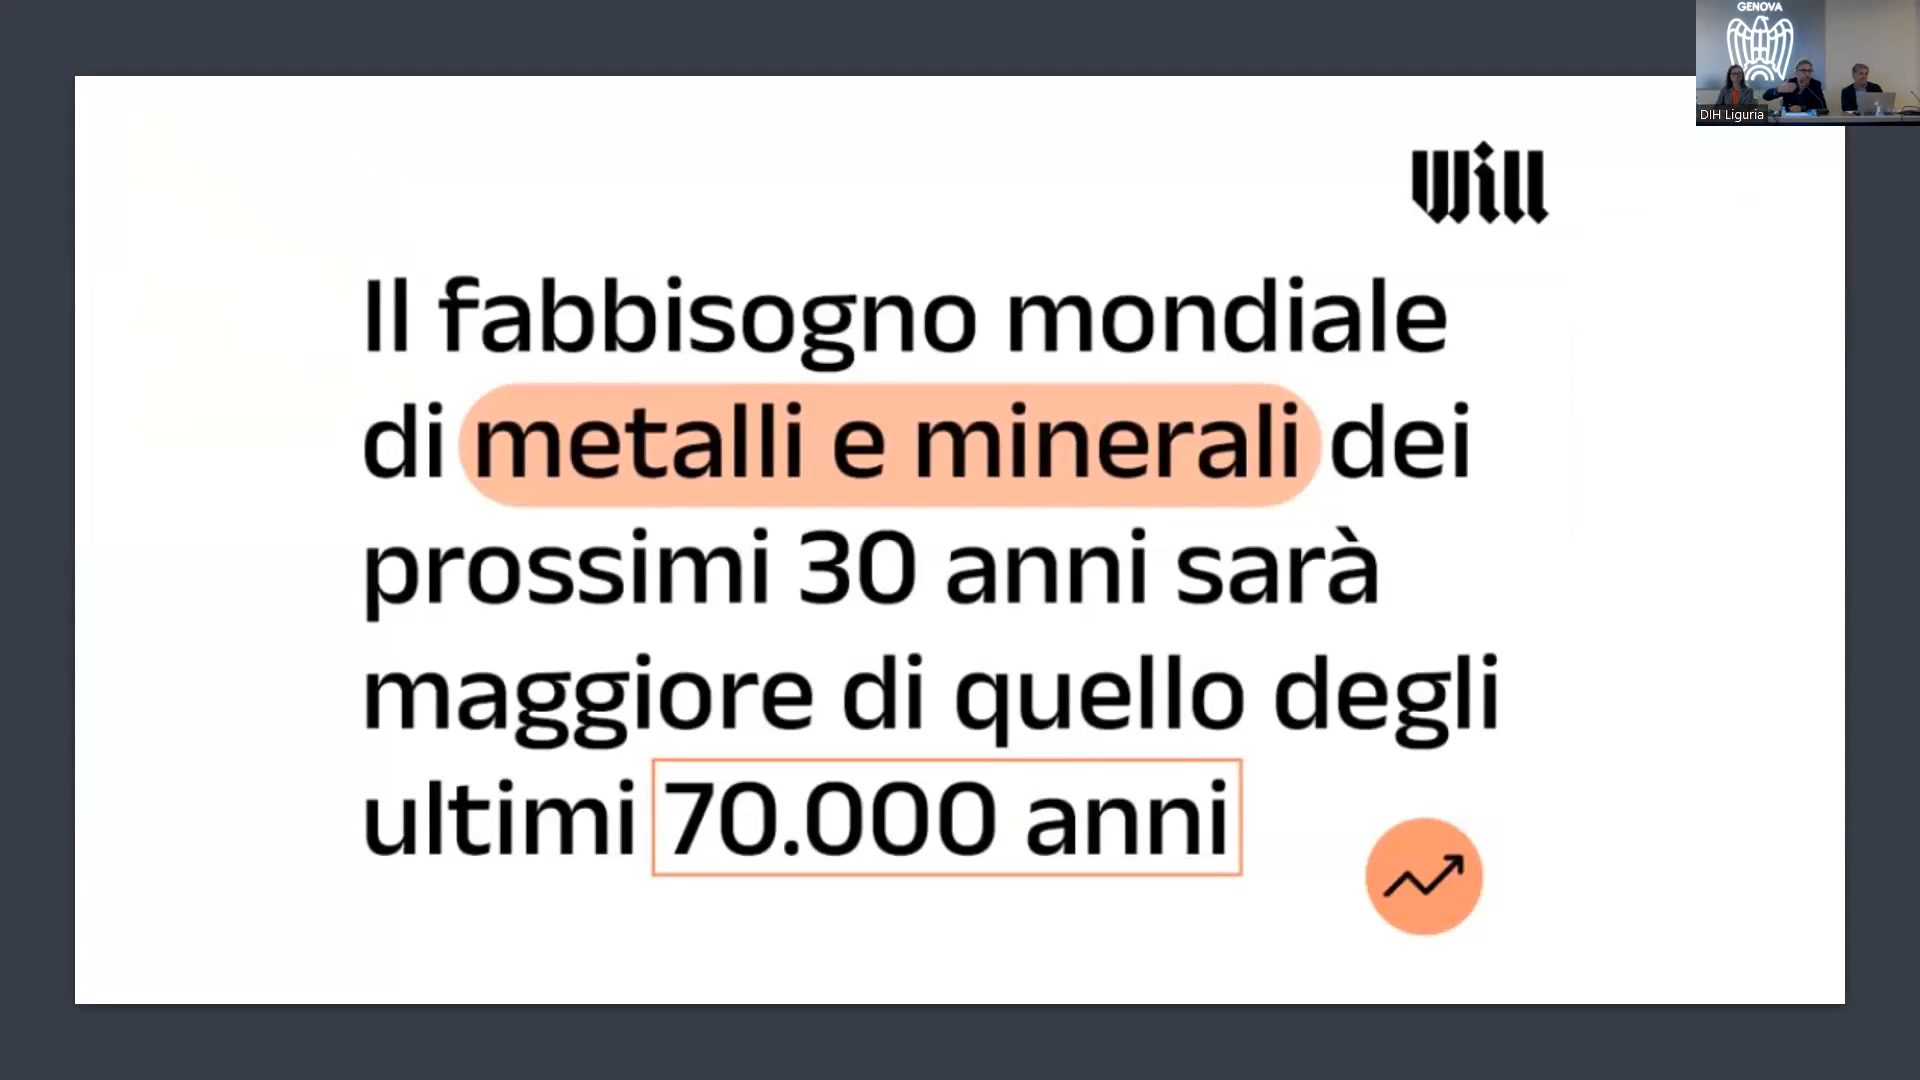 GENOVA
DIH Liguria
Will
Il fabbisogno mondiale
di metalli e minerali dei
prossimi 30 anni sarà
maggiore di quello degli
ultimi 70.000 anni